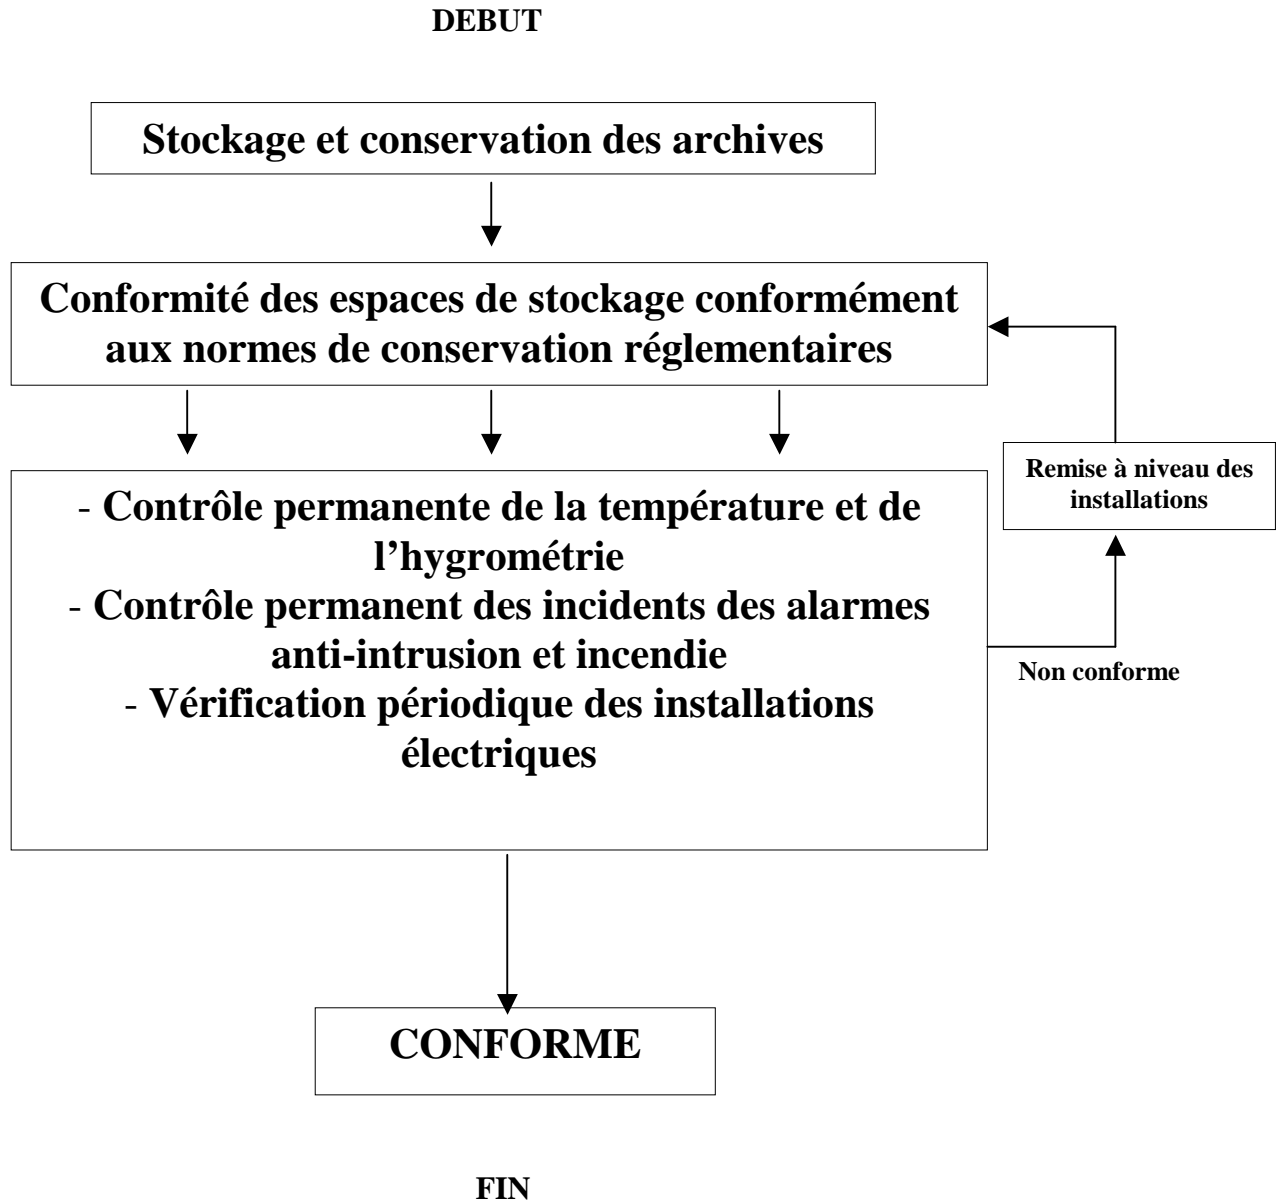 DEBUT
Stockage et conservation des archives
Conformité des espaces de stockage conformément
aux normes de conservation réglementaires
Remise à niveau des
installations
- Contrôle permanente de la température et de
l’hygrométrie
- Contrôle permanent des incidents des alarmes
anti-intrusion et incendie
Non conforme
- Vérification périodique des installations
électriques
CONFORME
FIN